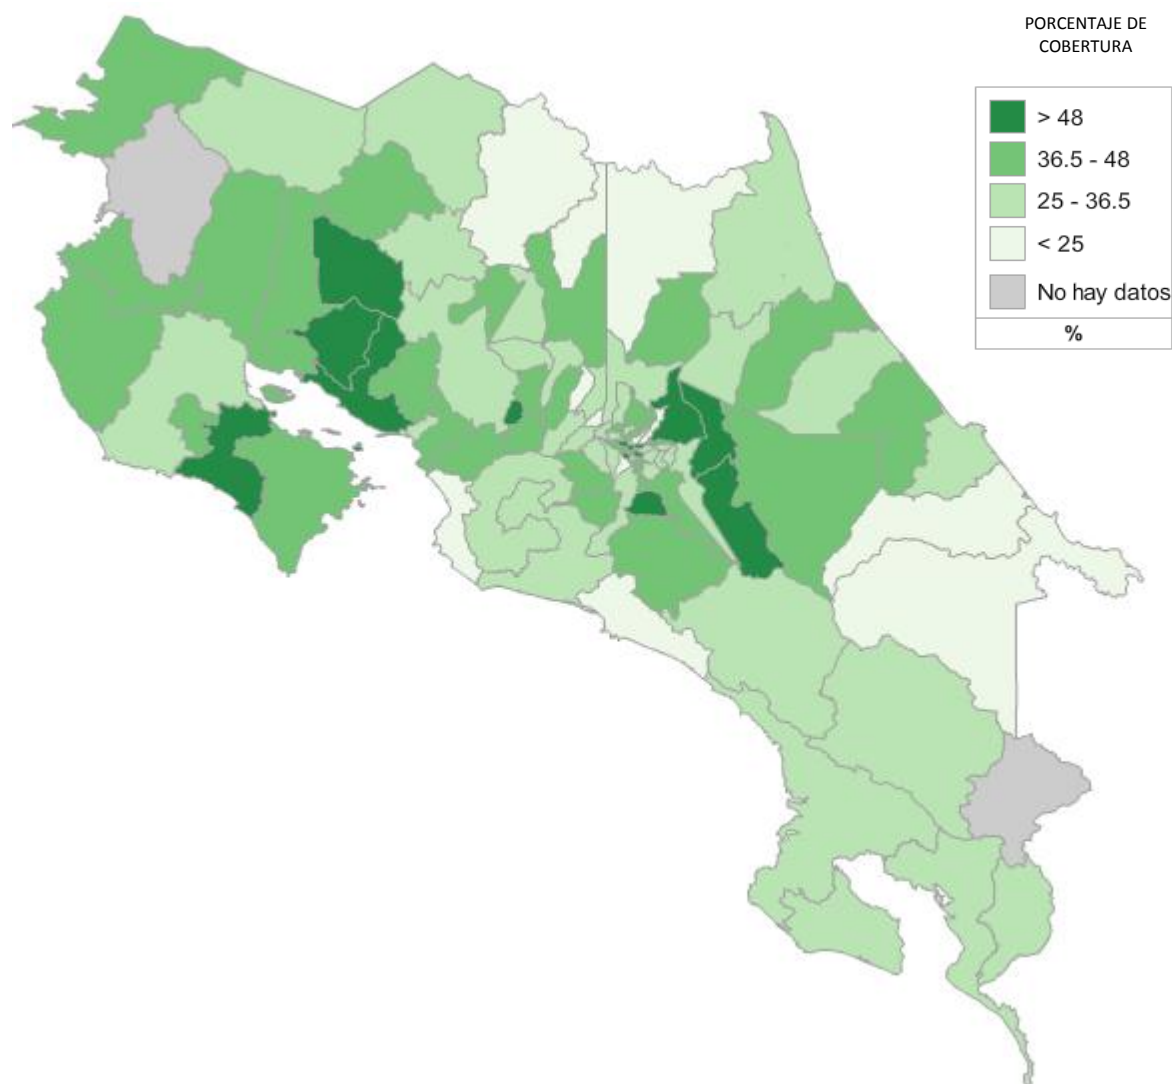 PORCENTAJE DE
COBERTURA
> 48
36.5 - 48
25 - 36.5
< 25
No hay datos
%